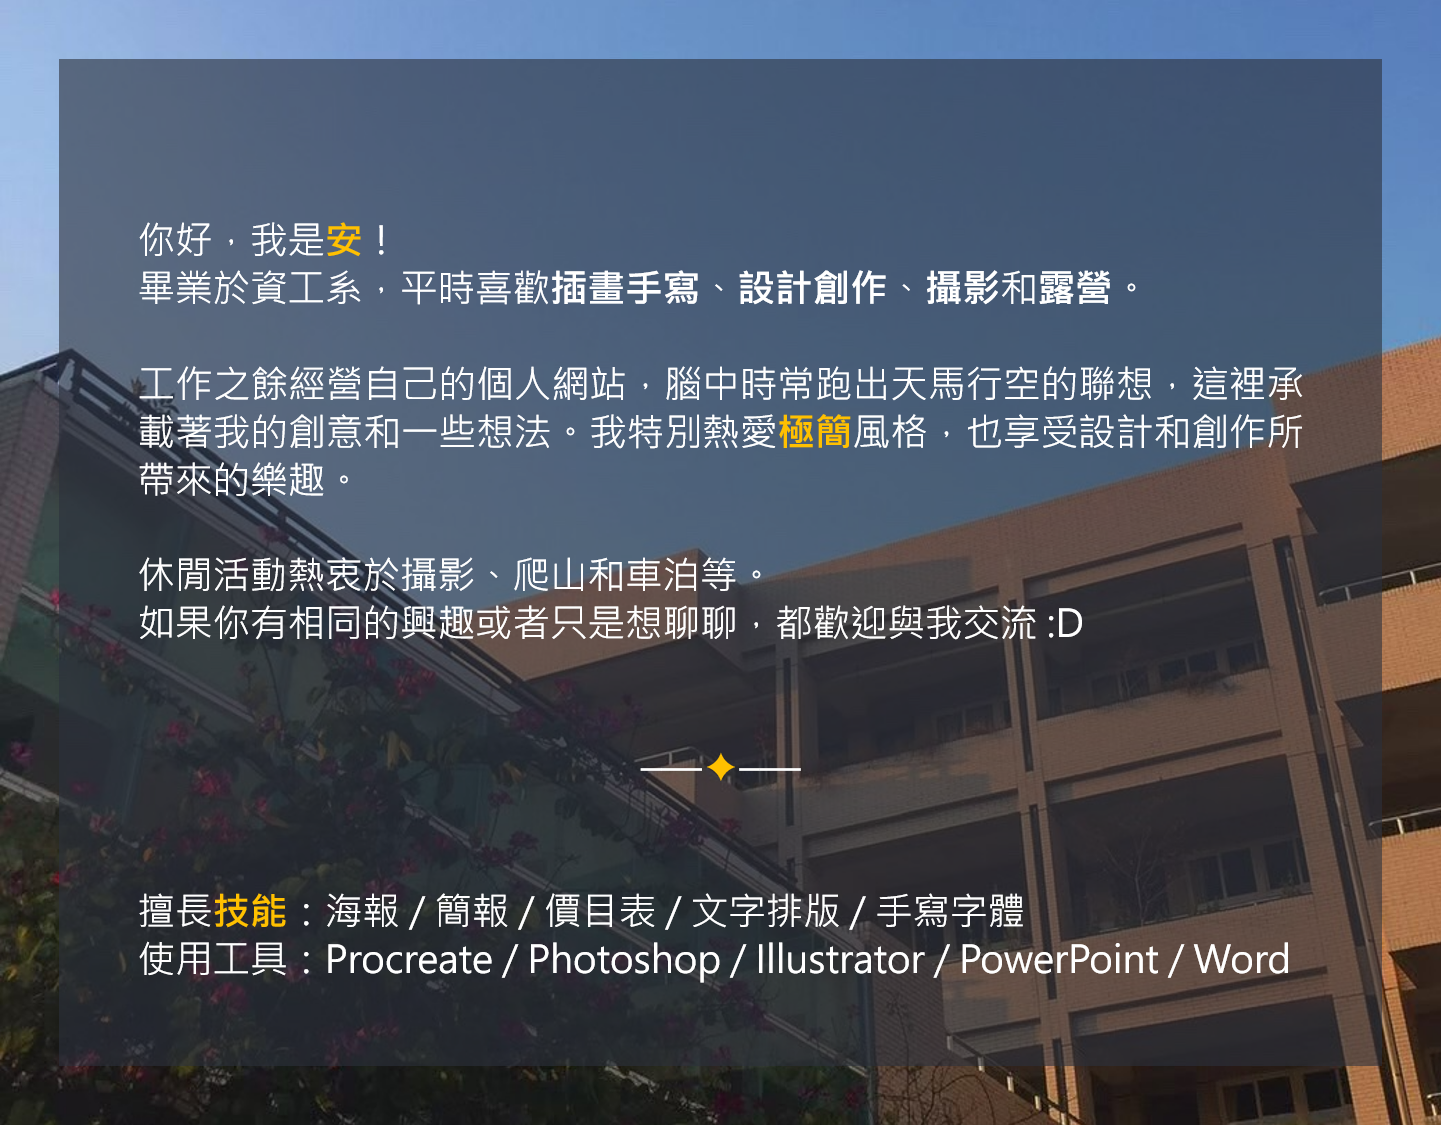 你好，我是安！
畢業於資工系，平時喜歡插畫手寫、設計創作、攝影和露營。
工作之餘經營自己的個人網站，腦中時常跑出天馬行空的聯想，這裡承
載著我的創意和一些想法。我特別熱愛極簡風格，也享受設計和創作所
帶來的樂趣。
休閒活動熱衷於攝影、爬山和車泊等。
如果你有相同的興趣或者只是想聊聊，都歡迎與我交流 :D
擅長技能：海報 / 簡報 / 價目表 / 文字排版 / 手寫字體
使用工具：Procreate / Photoshop / Illustrator / PowerPoint / Word